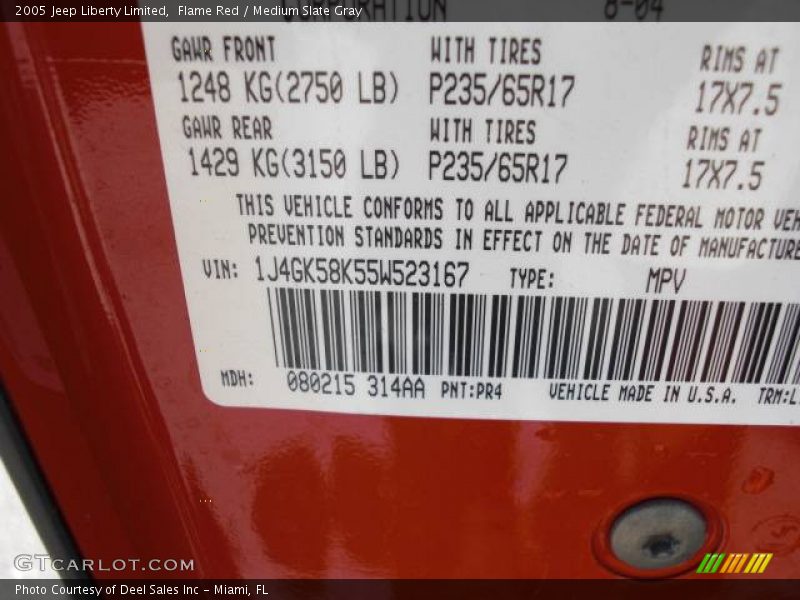 2005 Jeep Liberty Limited, Flame Red / Medium Slate Gray
CORPORATION 8-04
GAWR FRONT WITH TIRES RIMS AT
1248 KG(2750 LB) P235/65R17 17X7.5
GAWR REAR WITH TIRES RIMS AT
1429 KG(3150 LB) P235/65R17 17X7.5
THIS VEHICLE CONFORMS TO ALL APPLICABLE FEDERAL MOTOR VEH
PREVENTION STANDARDS IN EFFECT ON THE DATE OF MANUFACTURE
VIN: 1J4GK58K55W523167 TYPE: MPV
MDH: 080215 314AA PNT:PR4 VEHICLE MADE IN U.S.A. TRM:L
GTCARLOT.COM
Photo Courtesy of Deel Sales Inc - Miami, FL